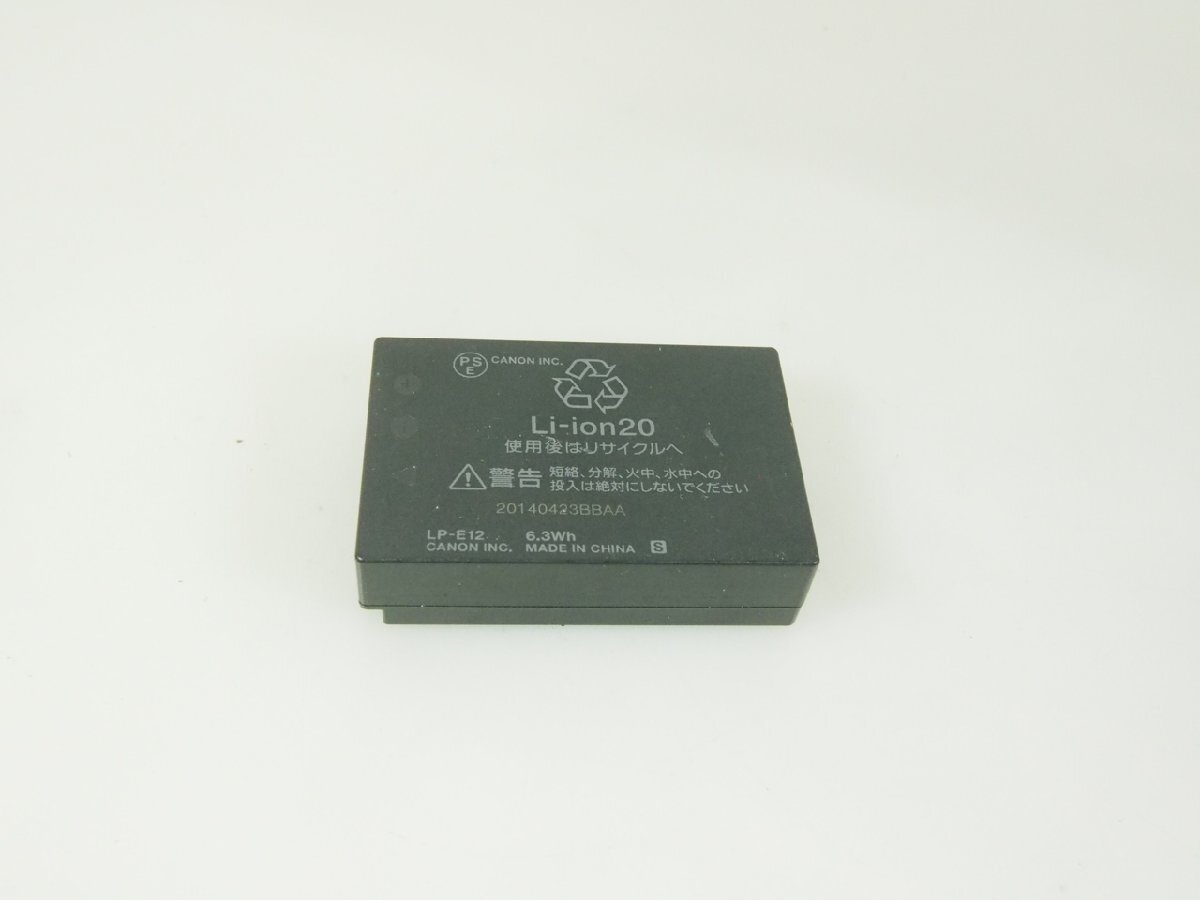 PSE CANON INC.
Li-ion20
使用後はリサイクルへ
警告 短絡、分解、火中、水中への
投入は絶対にしないでください
20140423BBAA
LP-E12 6.3Wh
CANON INC. MADE IN CHINA S